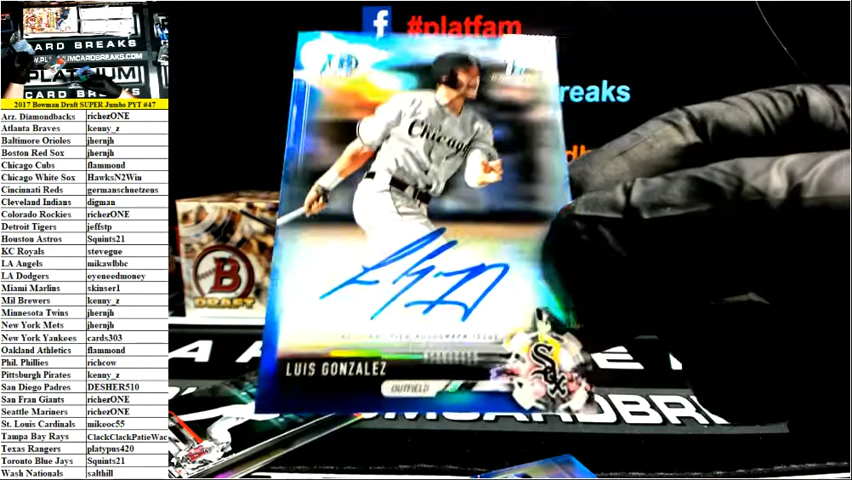 #platfam
CARD BREAKS
WWW.PLATINUMCARDBREAKS.COM
PLATINUM
CARD BREAKS
reaks
2017 Bowman Draft SUPER Jumbo PYT #47
Arz. Diamondbacks richezONE
Atlanta Braves kenny_z
Baltimore Orioles jhernjh
Boston Red Sox jhernjh
Chicago Cubs flammond
Chicago White Sox HawksN2Win
Cincinnati Reds germanschuetzens
Cleveland Indians digman
Colorado Rockies richezONE
Detroit Tigers jeffstp
Houston Astros Squints21
KC Royals stevegue
LA Angels mikawlbbc
LA Dodgers eyeneedmoney
Miami Marlins skinser1
Mil Brewers kenny_z
Minnesota Twins jhernjh
New York Mets jhernjh
New York Yankees cards303
Oakland Athletics flammond
Phil. Phillies richcow
Pittsburgh Pirates kenny_z
San Diego Padres DESHER510
San Fran Giants richezONE
Seattle Mariners richezONE
St. Louis Cardinals mikeoc55
Tampa Bay Rays ClackClackPatieWac
Texas Rangers platypus420
Toronto Blue Jays Squints21
Wash Nationals salthill
Chicago
B
DRAFT
LUIS GONZALEZ
OUTFIELD
Sox
UMCARDBR